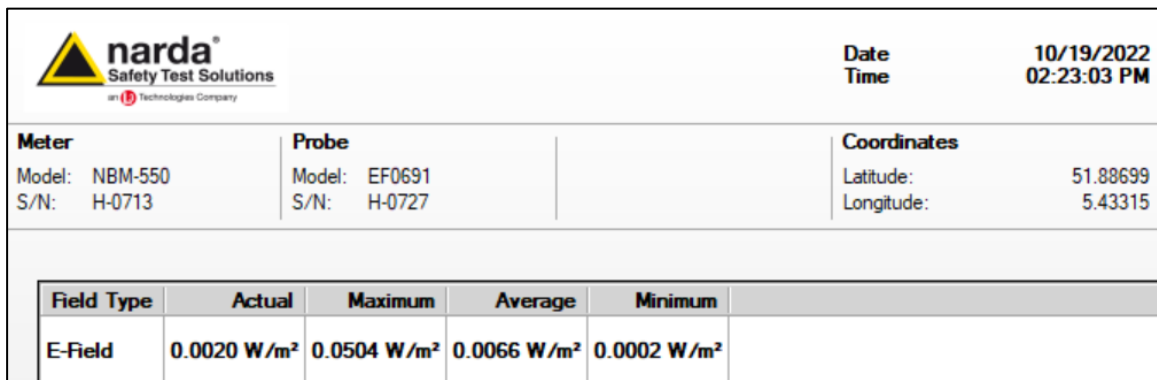 narda®
Safety Test Solutions
an L3 Technologies Company
Date 10/19/2022
Time 02:23:03 PM
Meter Probe Coordinates
Model: NBM-550 Model: EF0691 Latitude: 51.88699
S/N: H-0713 S/N: H-0727 Longitude: 5.43315
Field Type Actual Maximum Average Minimum
E-Field 0.0020 W/m² 0.0504 W/m² 0.0066 W/m² 0.0002 W/m²